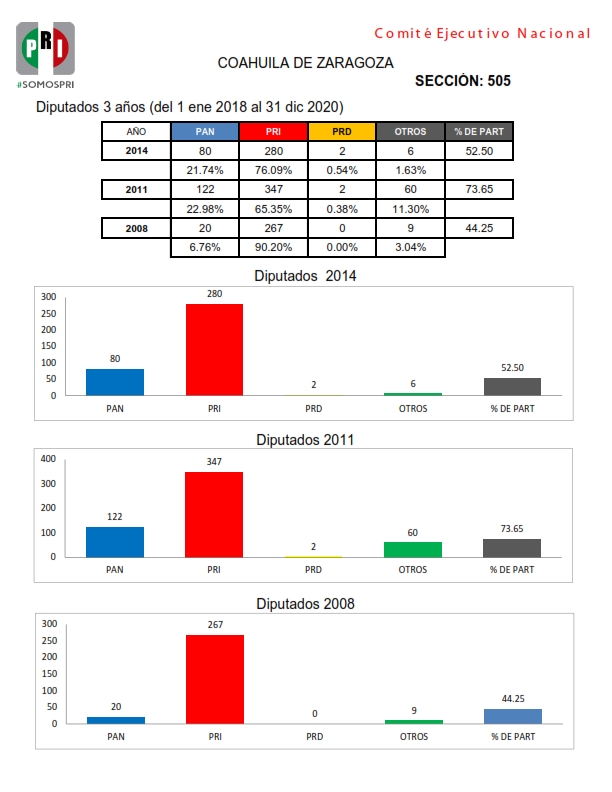 Comité Ejecutivo Nacional
PRI
#SOMOSPRI
COAHUILA DE ZARAGOZA
SECCIÓN: 505
Diputados 3 años (del 1 ene 2018 al 31 dic 2020)
AÑO PAN PRI PRD OTROS % DE PART
2014 80 280 2 6 52.50
21.74% 76.09% 0.54% 1.63%
2011 122 347 2 60 73.65
22.98% 65.35% 0.38% 11.30%
2008 20 267 0 9 44.25
6.76% 90.20% 0.00% 3.04%
Diputados 2014
300
250
200
150
100
50
0
80 280 2 6 52.50
PAN PRI PRD OTROS % DE PART
Diputados 2011
400
300
200
100
0
122 347 2 60 73.65
PAN PRI PRD OTROS % DE PART
Diputados 2008
300
250
200
150
100
50
0
20 267 0 9 44.25
PAN PRI PRD OTROS % DE PART